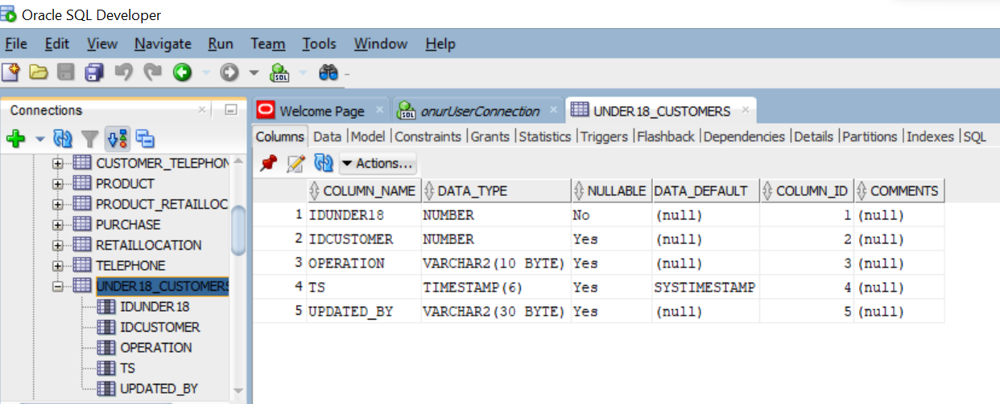 Oracle SQL Developer
File Edit View Navigate Run Team Tools Window Help
SQL
Connections
Welcome Page
SQL onurUserConnection
UNDER18_CUSTOMERS
Columns Data Model Constraints Grants Statistics Triggers Flashback Dependencies Details Partitions Indexes SQL
Actions...
CUSTOMER_TELEPHON
PRODUCT
PRODUCT_RETAILLOC
PURCHASE
RETAILLOCATION
TELEPHONE
UNDER18_CUSTOMERS
IDUNDER18
IDCUSTOMER
OPERATION
TS
UPDATED_BY
COLUMN_NAME DATA_TYPE NULLABLE DATA_DEFAULT COLUMN_ID COMMENTS
1 IDUNDER18 NUMBER No (null) 1 (null)
2 IDCUSTOMER NUMBER Yes (null) 2 (null)
3 OPERATION VARCHAR2(10 BYTE) Yes (null) 3 (null)
4 TS TIMESTAMP(6) Yes SYSTIMESTAMP 4 (null)
5 UPDATED_BY VARCHAR2(30 BYTE) Yes (null) 5 (null)